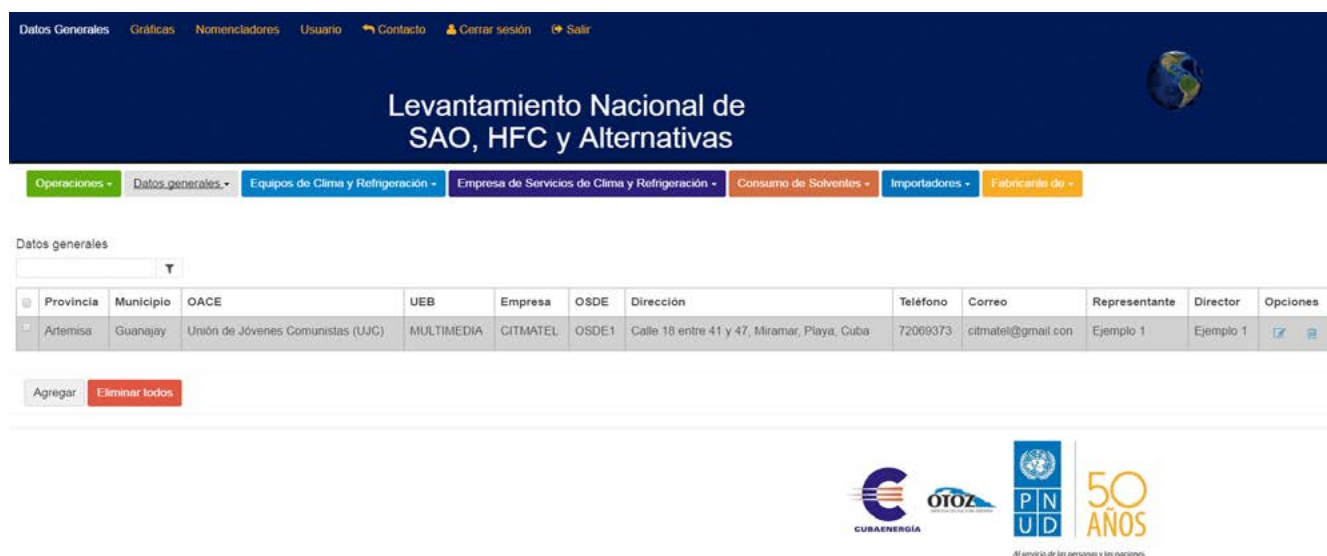 Datos Generales Gráficas Nomencladores Usuario Contacto Cerrar sesión Salir
Levantamiento Nacional de
SAO, HFC y Alternativas
Operaciones Datos generales Equipos de Clima y Refrigeración Empresa de Servicios de Clima y Refrigeración Consumo de Solventes Importadores Fabricante de
Datos generales
Provincia Municipio OACE UEB Empresa OSDE Dirección Teléfono Correo Representante Director Opciones
Artemisa Guanajay Unión de Jóvenes Comunistas (UJC) MULTIMEDIA CITMATEL OSDE1 Calle 18 entre 41 y 47, Miramar, Playa, Cuba 72069373 citmatel@gmail.con Ejemplo 1 Ejemplo 1
Agregar Eliminar todos
CUBAENERGÍA
OTOZ
P N
U D
50
AÑOS
Al servicio de las personas y las naciones.